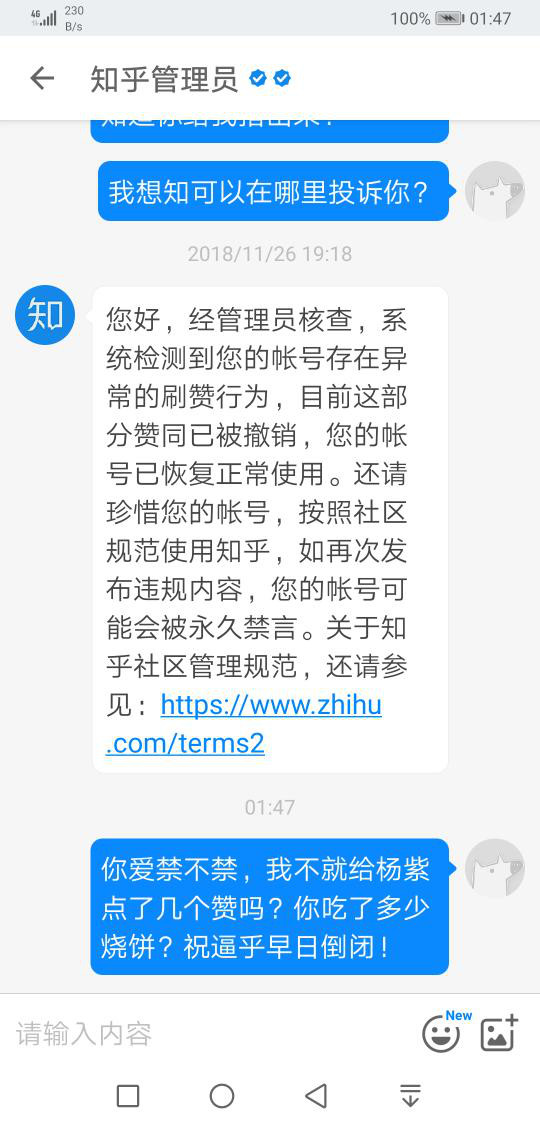 4G 230 B/s 100% 01:47
知乎管理员
我想知可以在哪里投诉你？
2018/11/26 19:18
知
您好，经管理员核查，系
统检测到您的帐号存在异
常的刷赞行为，目前这部
分赞同已被撤销，您的帐
号已恢复正常使用。还请
珍惜您的帐号，按照社区
规范使用知乎，如再次发
布违规内容，您的帐号可
能会被永久禁言。关于知
乎社区管理规范，还请参
见：https://www.zhihu
.com/terms2
01:47
你爱禁不禁，我不就给杨紫
点了几个赞吗？你吃了多少
烧饼？祝逼乎早日倒闭！
请输入内容
New